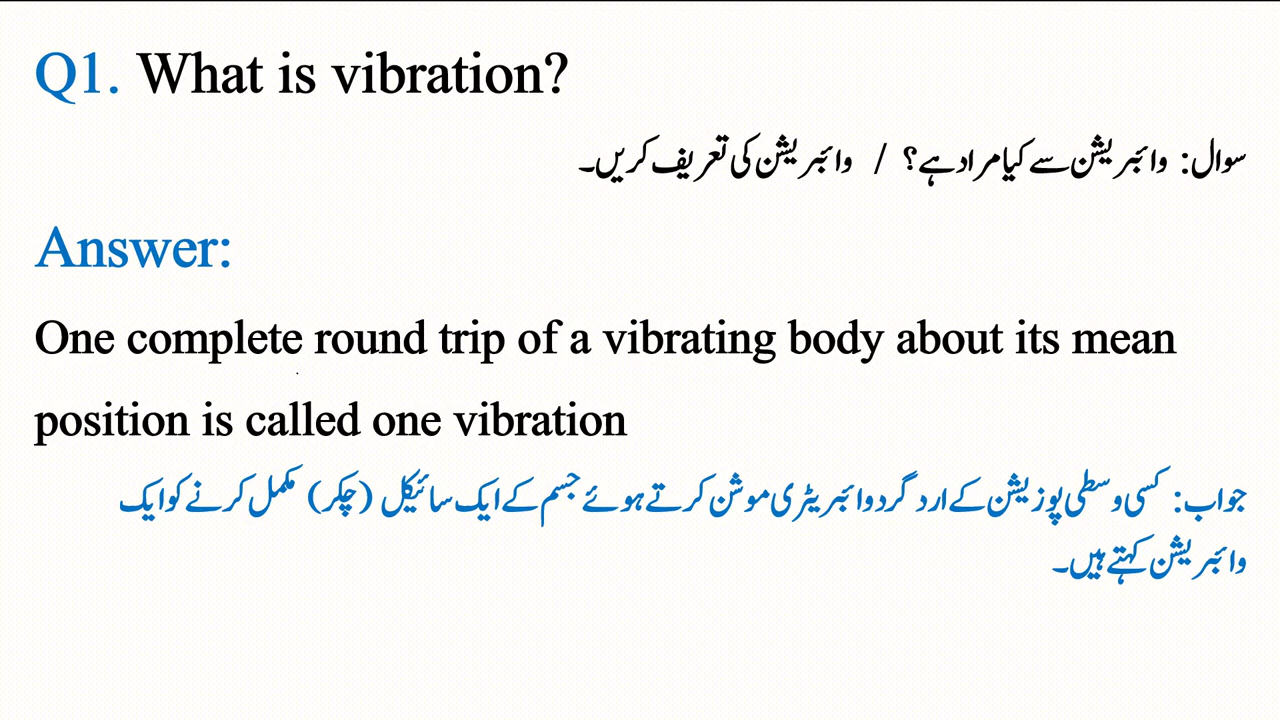 Q1. What is vibration?
سوال: وائبریشن سے کیا مراد ہے؟ / وائبریشن کی تعریف کریں۔
Answer:
One complete round trip of a vibrating body about its mean
position is called one vibration
جواب: کسی وسطی پوزیشن کے ارد گرد وائبریٹری موشن کرتے ہوئے جسم کے ایک سائیکل (چکر) مکمل کرنے کو ایک
وائبریشن کہتے ہیں۔